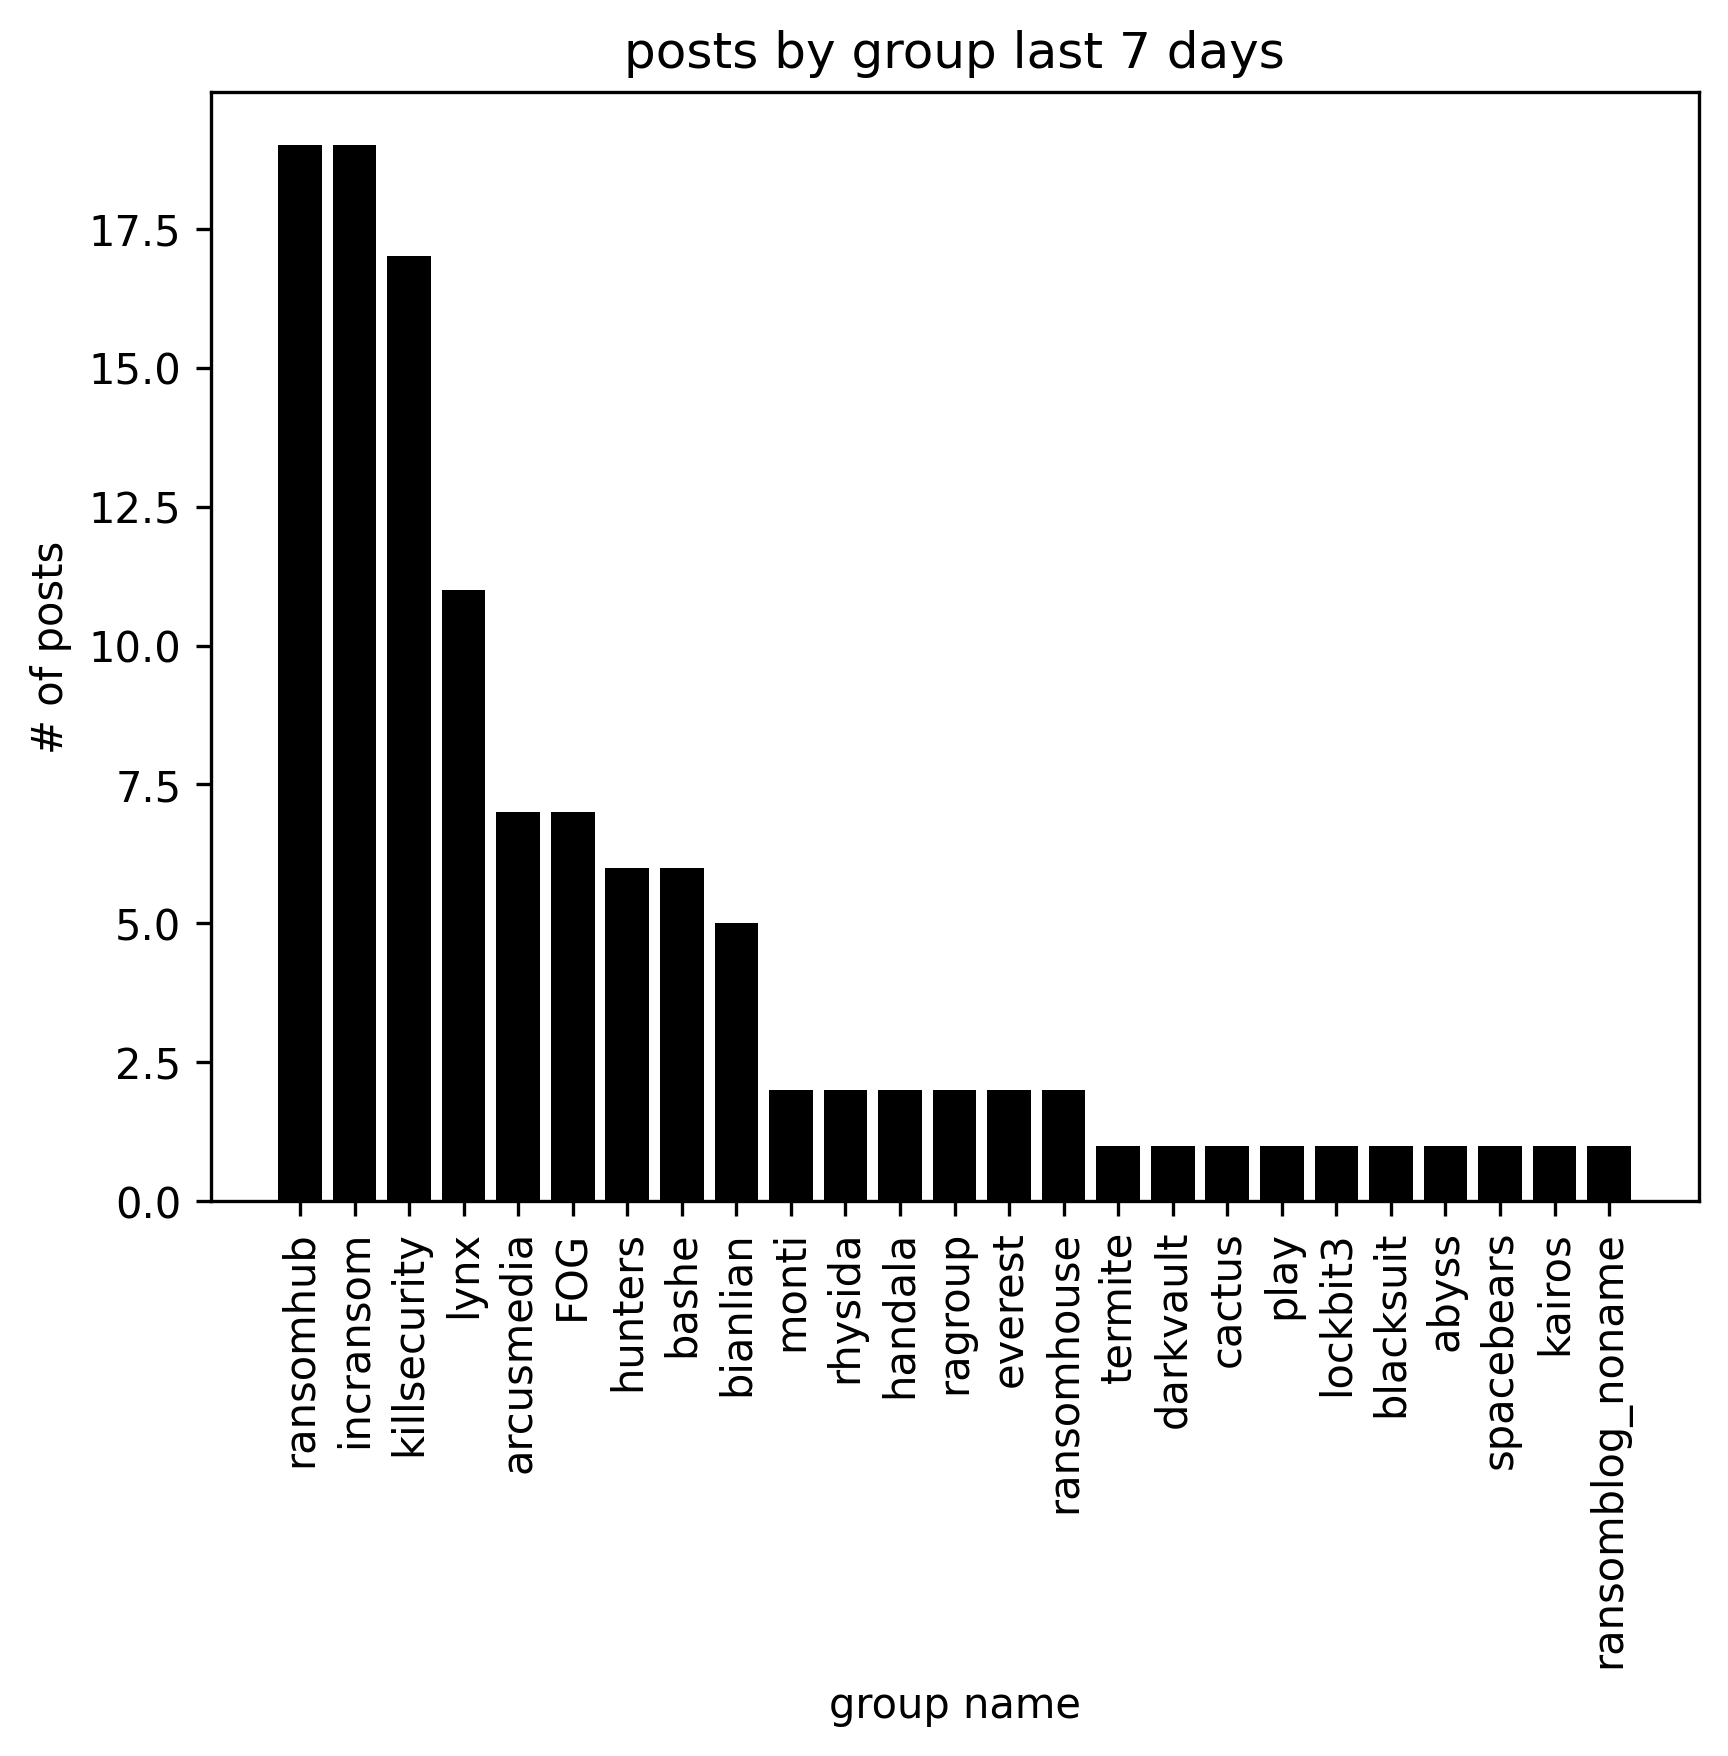 posts by group last 7 days
# of posts
17.5
15.0
12.5
10.0
7.5
5.0
2.5
0.0
ransomhub
incransom
killsecurity
lynx
arcusmedia
FOG
hunters
bashe
bianlian
monti
rhysida
handala
ragroup
everest
ransomhouse
termite
darkvault
cactus
play
lockbit3
blacksuit
abyss
spacebears
kairos
ransomblog_noname
group name